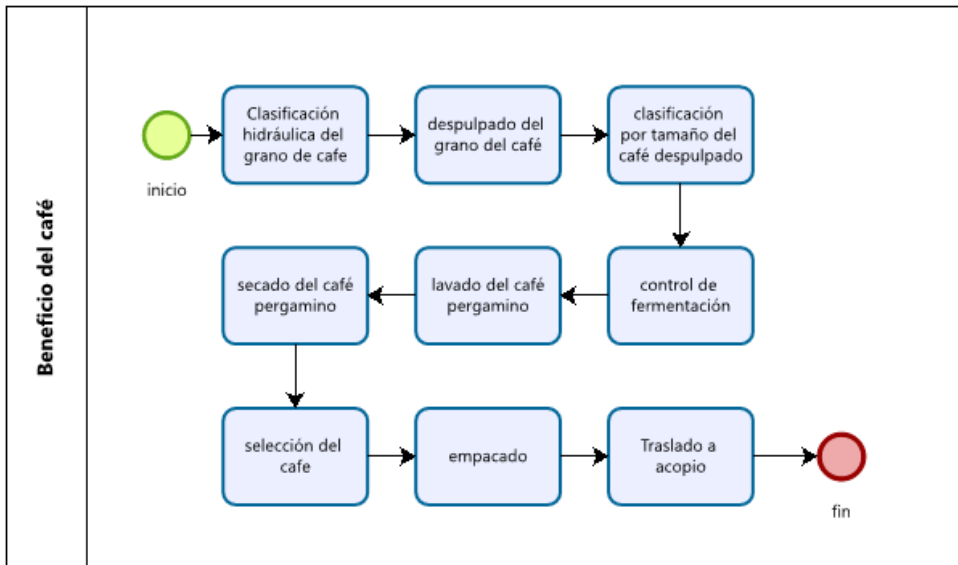 Beneficio del café
inicio
Clasificación
hidráulica del
grano de cafe
despulpado del
grano del café
clasificación
por tamaño del
café despulpado
control de
fermentación
lavado del café
pergamino
secado del café
pergamino
selección del
cafe
empacado
Traslado a
acopio
fin